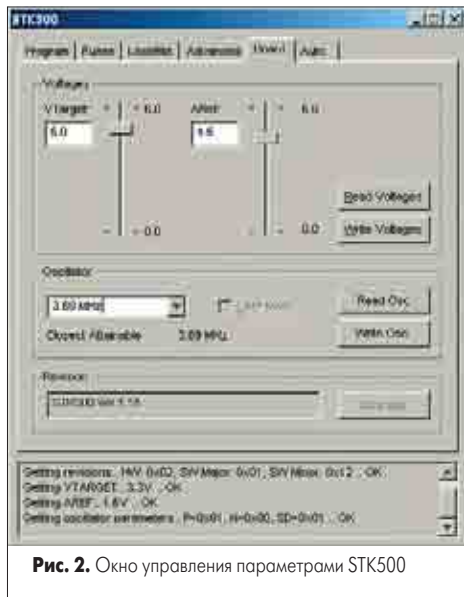 STK500
Program | Fuses | LockBits | Advanced | Board | Auto
Voltages
VTarget 6.0 ARef 6.0
Read Voltages
0.0 0.0 Write Voltages
Oscillator
3.69 MHz Read Osc.
Closest Attainable 3.69 MHz Write Osc.
Revision
Getting revisions.. HW: 0x02, SW Major: 0x01, SW Minor: 0x12 .. OK
Getting VTARGET.. 3.3V .. OK
Getting AREF.. 1.6V .. OK
Getting oscillator parameters.. P=0x01, N=0x00, SD=0x01 .. OK
Рис. 2. Окно управления параметрами STK500